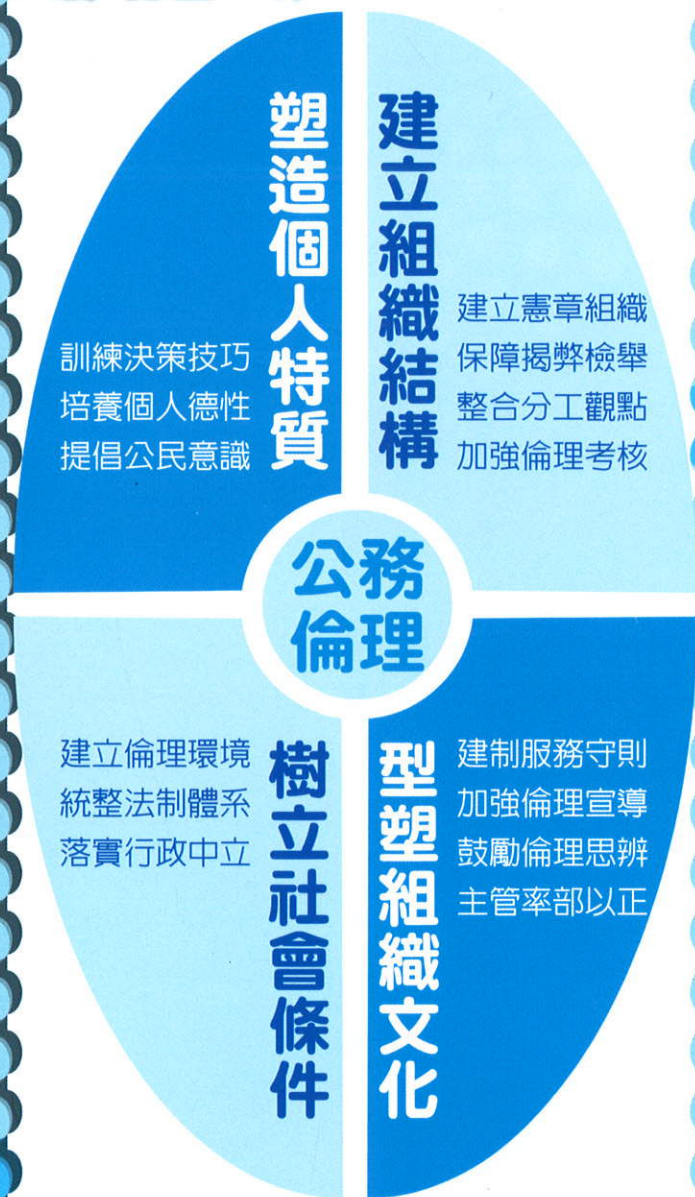 塑造個人特質
訓練決策技巧
培養個人德性
提倡公民意識
建立組織結構
建立憲章組織
保障揭弊檢舉
整合分工觀點
加強倫理考核
公務
倫理
樹立社會條件
建立倫理環境
統整法制體系
落實行政中立
型塑組織文化
建制服務守則
加強倫理宣導
鼓勵倫理思辨
主管率部以正